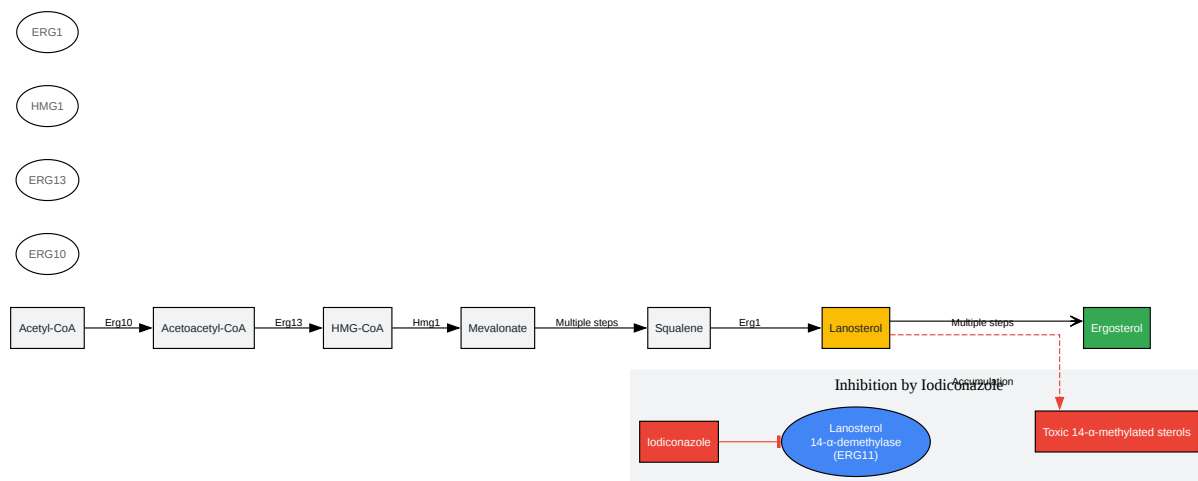 ERG1
HMG1
ERG13
ERG10
Acetyl-CoA
Erg10
Acetoacetyl-CoA
Erg13
HMG-CoA
Hmg1
Mevalonate
Multiple steps
Squalene
Erg1
Lanosterol
Multiple steps
Ergosterol
Inhibition by Iodiconazole
Accumulation
Iodiconazole
Lanosterol
14-α-demethylase
(ERG11)
Toxic 14-α-methylated sterols